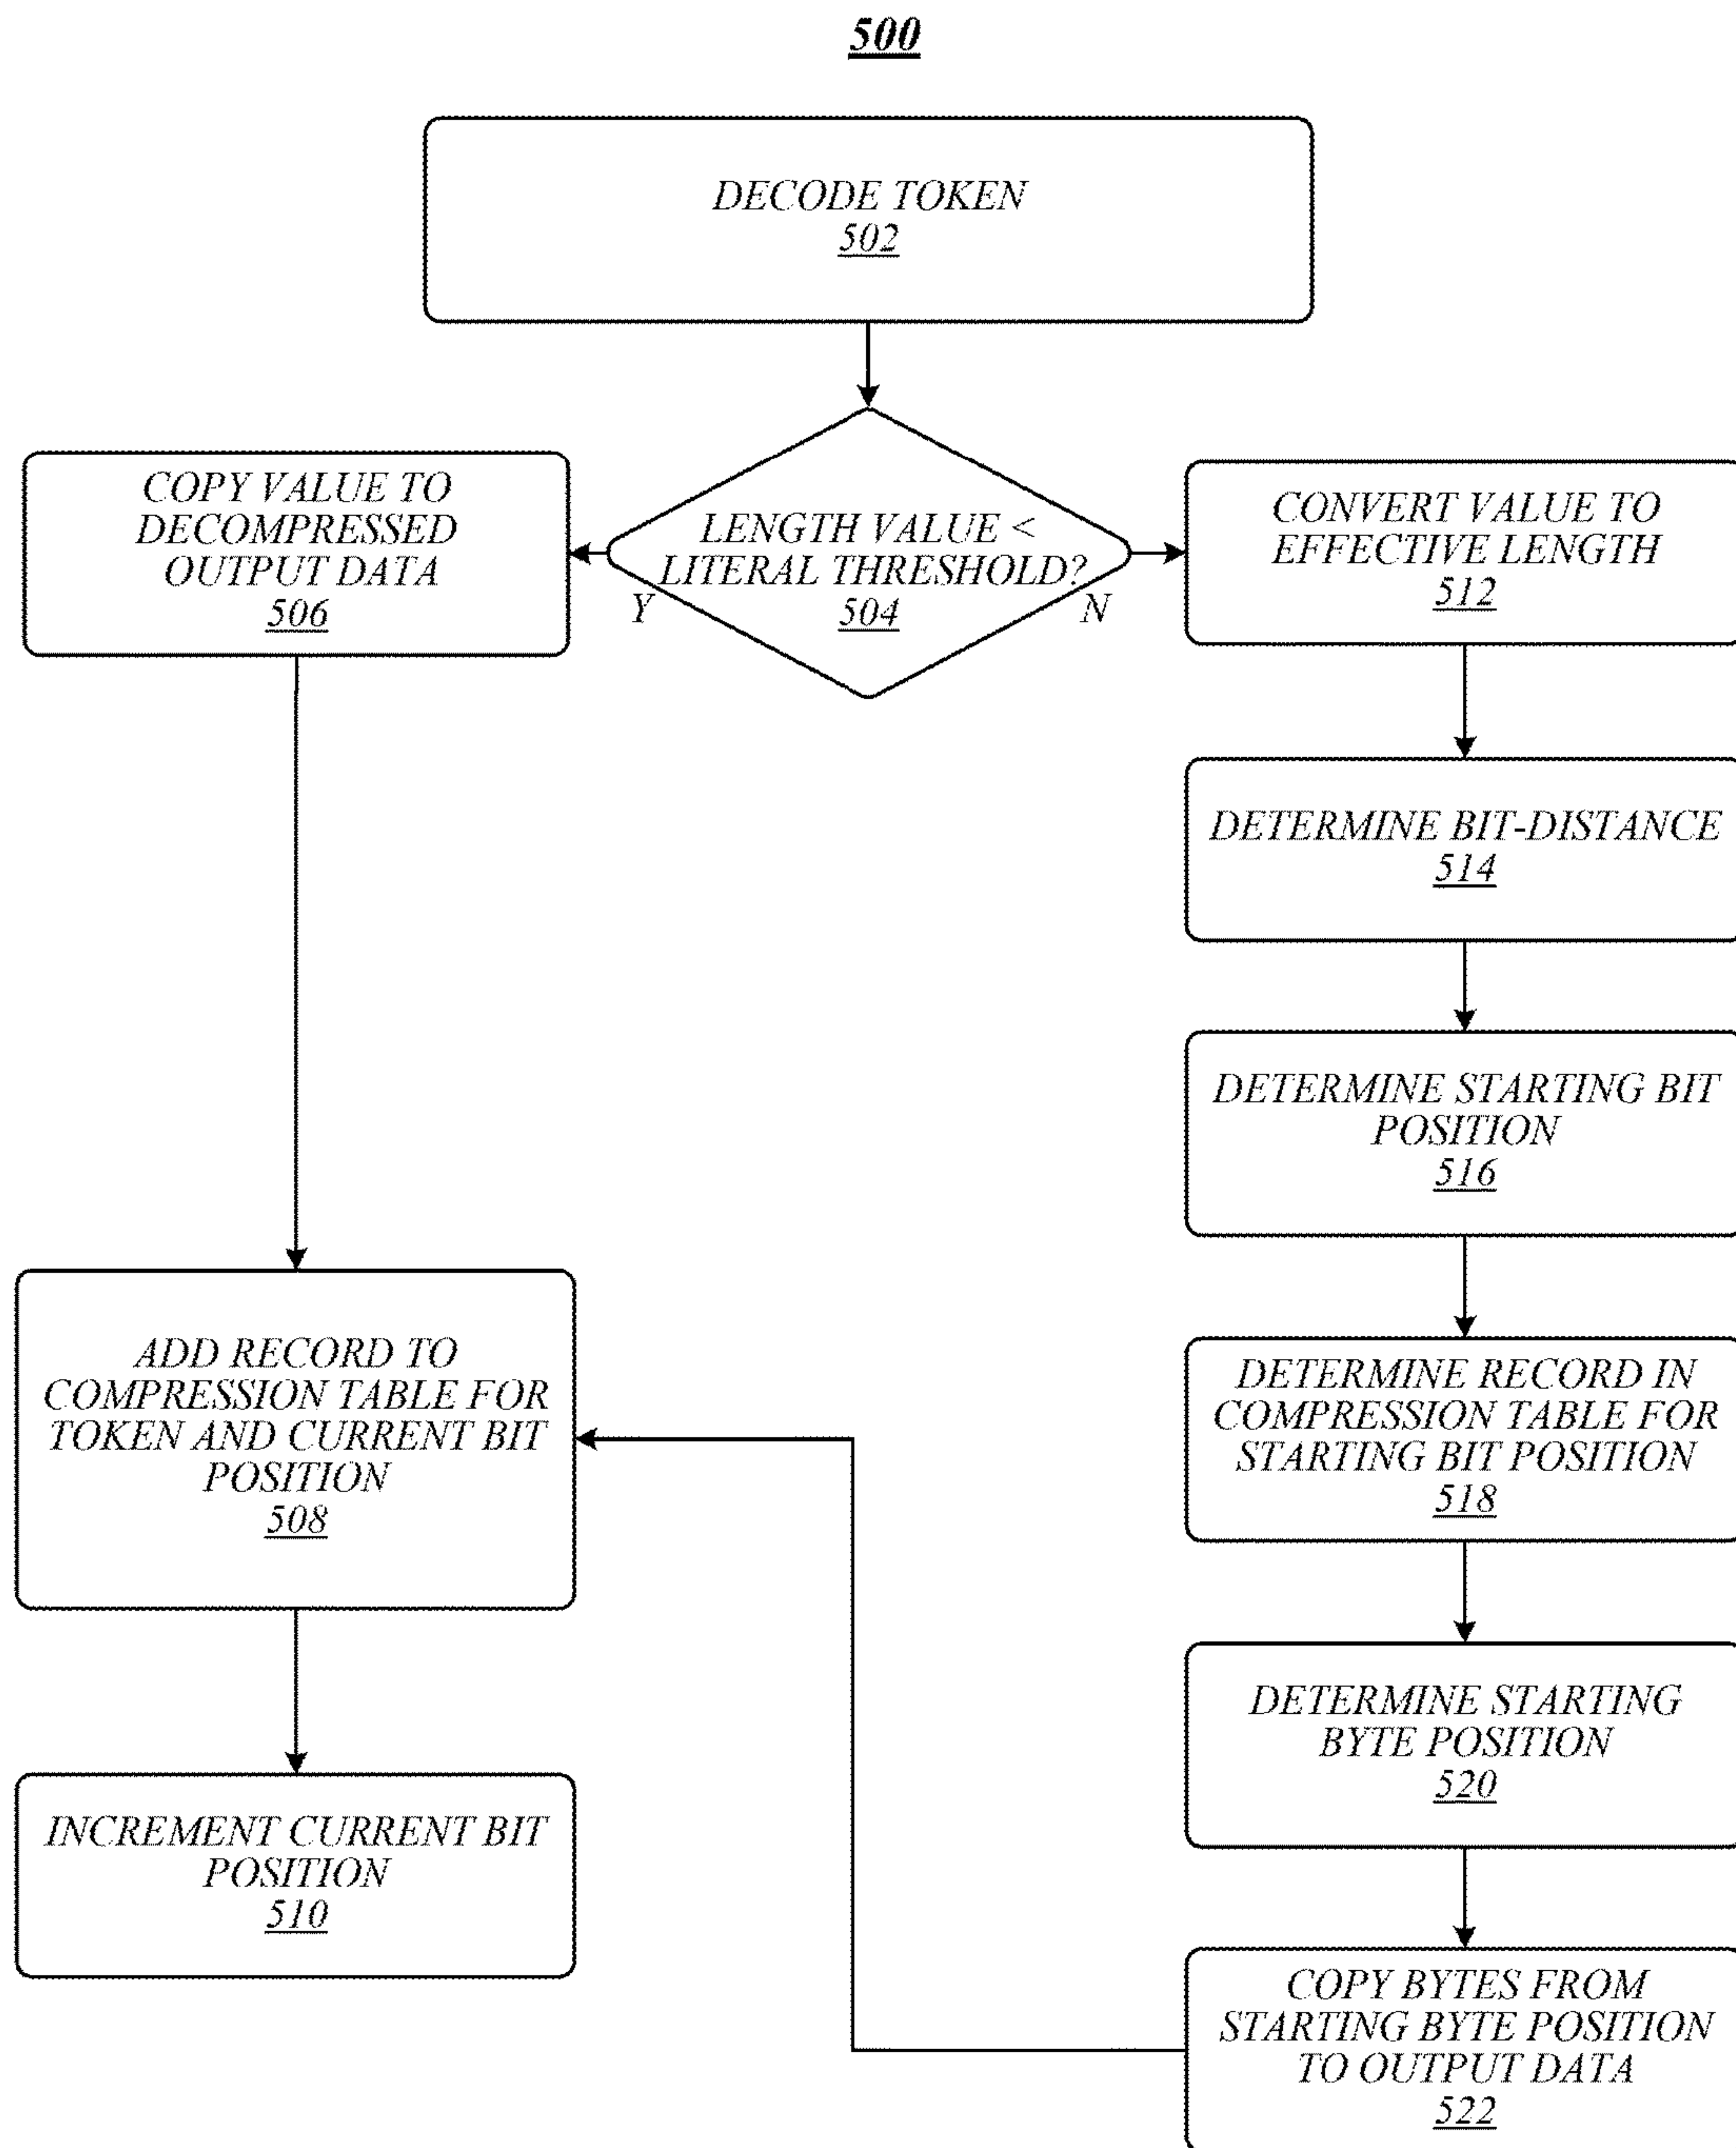 500
DECODE TOKEN
502
LENGTH VALUE <
LITERAL THRESHOLD?
504
Y
N
COPY VALUE TO
DECOMPRESSED
OUTPUT DATA
506
ADD RECORD TO
COMPRESSION TABLE FOR
TOKEN AND CURRENT BIT
POSITION
508
INCREMENT CURRENT BIT
POSITION
510
CONVERT VALUE TO
EFFECTIVE LENGTH
512
DETERMINE BIT-DISTANCE
514
DETERMINE STARTING BIT
POSITION
516
DETERMINE RECORD IN
COMPRESSION TABLE FOR
STARTING BIT POSITION
518
DETERMINE STARTING
BYTE POSITION
520
COPY BYTES FROM
STARTING BYTE POSITION
TO OUTPUT DATA
522